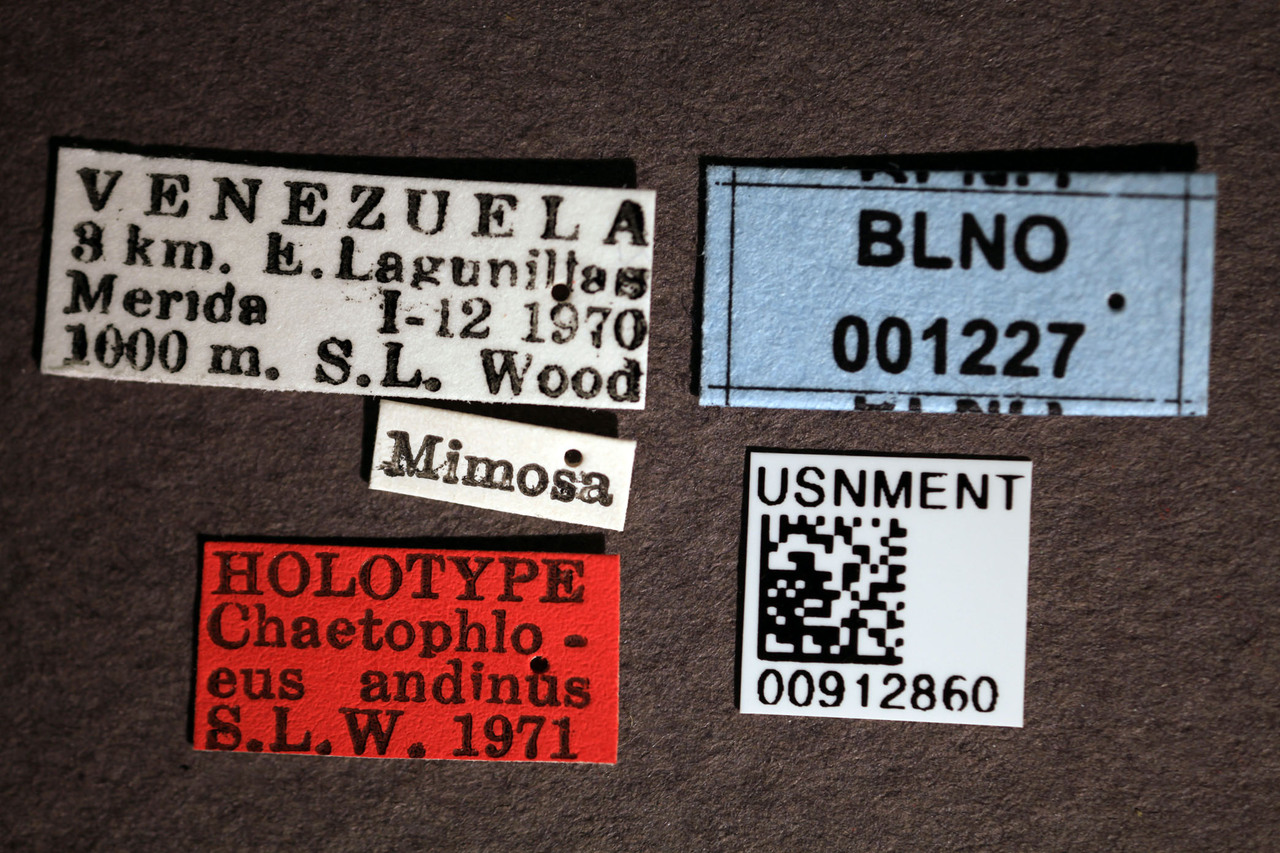 VENEZUELA
8 km. E. Lagunillas
Merida I-12 1970
1000 m. S.L. Wood
Mimosa
HOLOTYPE
Chaetophlo-
eus andinus
S.L.W. 1971
BLNO
001227
BLNO
USNMENT
00912860